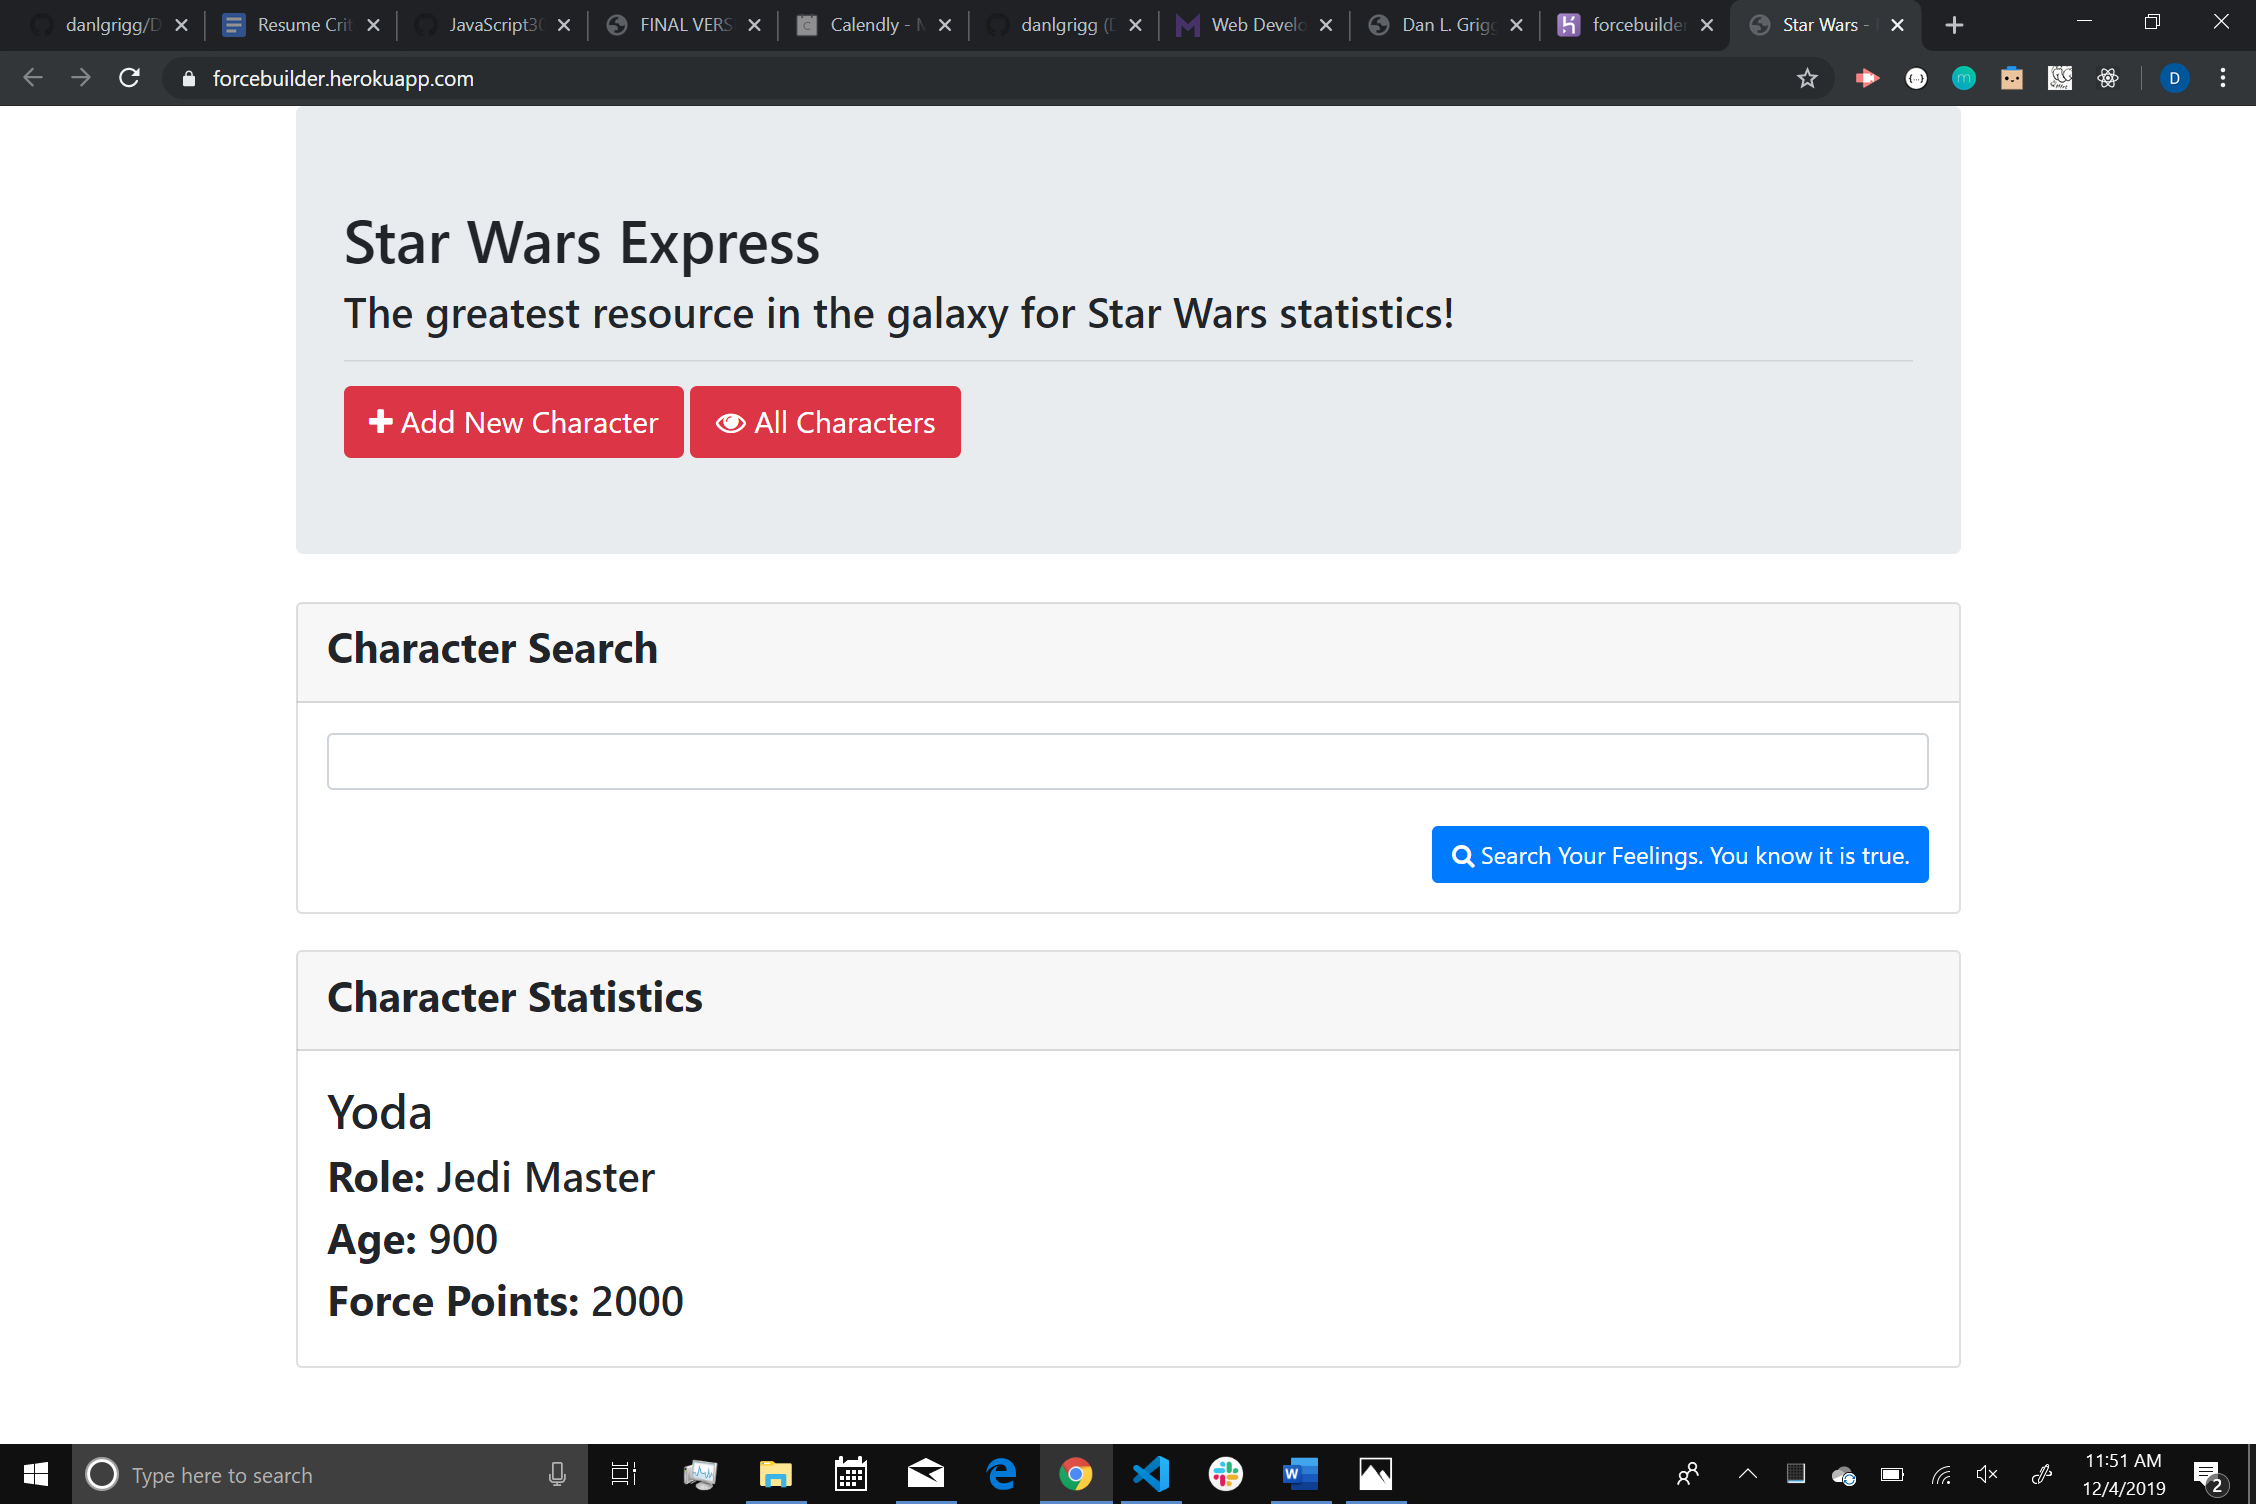 danlgrigg/D
Resume Crit
JavaScript30
FINAL VERS
Calendly - M
danlgrigg (D
Web Develo
Dan L. Grigg
forcebuilder
Star Wars -
forcebuilder.herokuapp.com
D
Star Wars Express
The greatest resource in the galaxy for Star Wars statistics!
Add New Character
All Characters
Character Search
Search Your Feelings. You know it is true.
Character Statistics
Yoda
Role: Jedi Master
Age: 900
Force Points: 2000
Type here to search
11:51 AM
12/4/2019
2